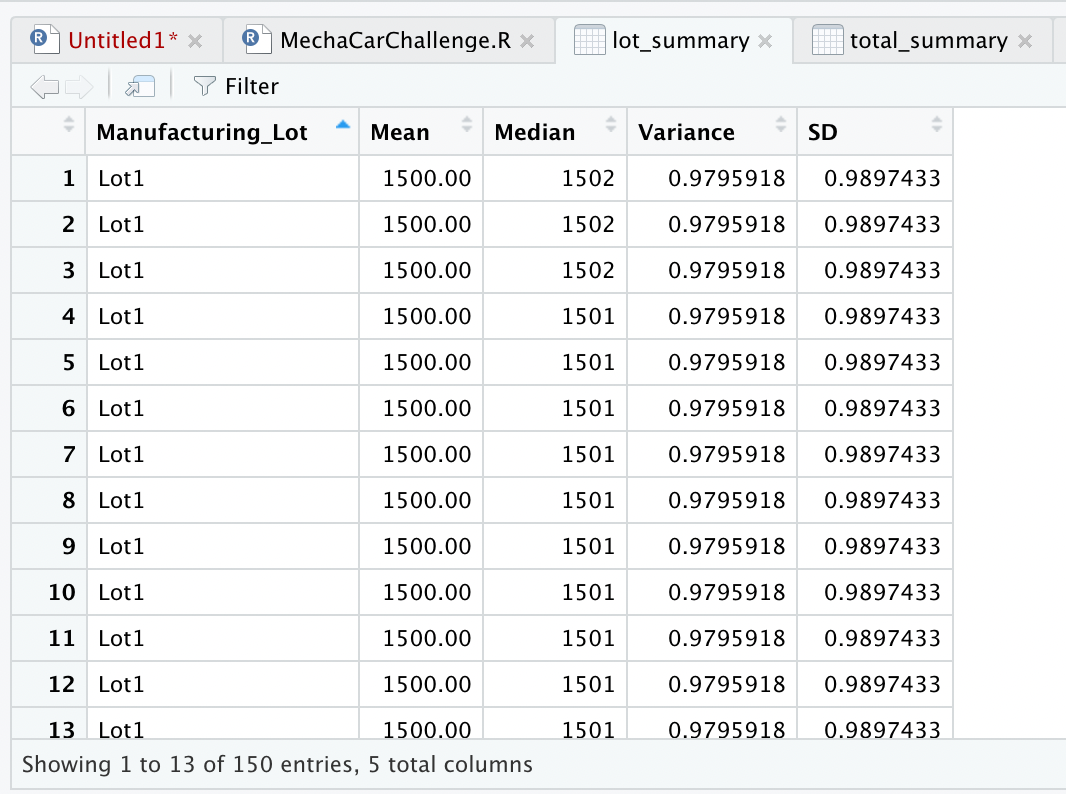 R Untitled1* × R MechaCarChallenge.R × lot_summary × total_summary ×
Filter
Manufacturing_Lot Mean Median Variance SD
1 Lot1 1500.00 1502 0.9795918 0.9897433
2 Lot1 1500.00 1502 0.9795918 0.9897433
3 Lot1 1500.00 1502 0.9795918 0.9897433
4 Lot1 1500.00 1501 0.9795918 0.9897433
5 Lot1 1500.00 1501 0.9795918 0.9897433
6 Lot1 1500.00 1501 0.9795918 0.9897433
7 Lot1 1500.00 1501 0.9795918 0.9897433
8 Lot1 1500.00 1501 0.9795918 0.9897433
9 Lot1 1500.00 1501 0.9795918 0.9897433
10 Lot1 1500.00 1501 0.9795918 0.9897433
11 Lot1 1500.00 1501 0.9795918 0.9897433
12 Lot1 1500.00 1501 0.9795918 0.9897433
13 Lot1 1500.00 1501 0.9795918 0.9897433
Showing 1 to 13 of 150 entries, 5 total columns